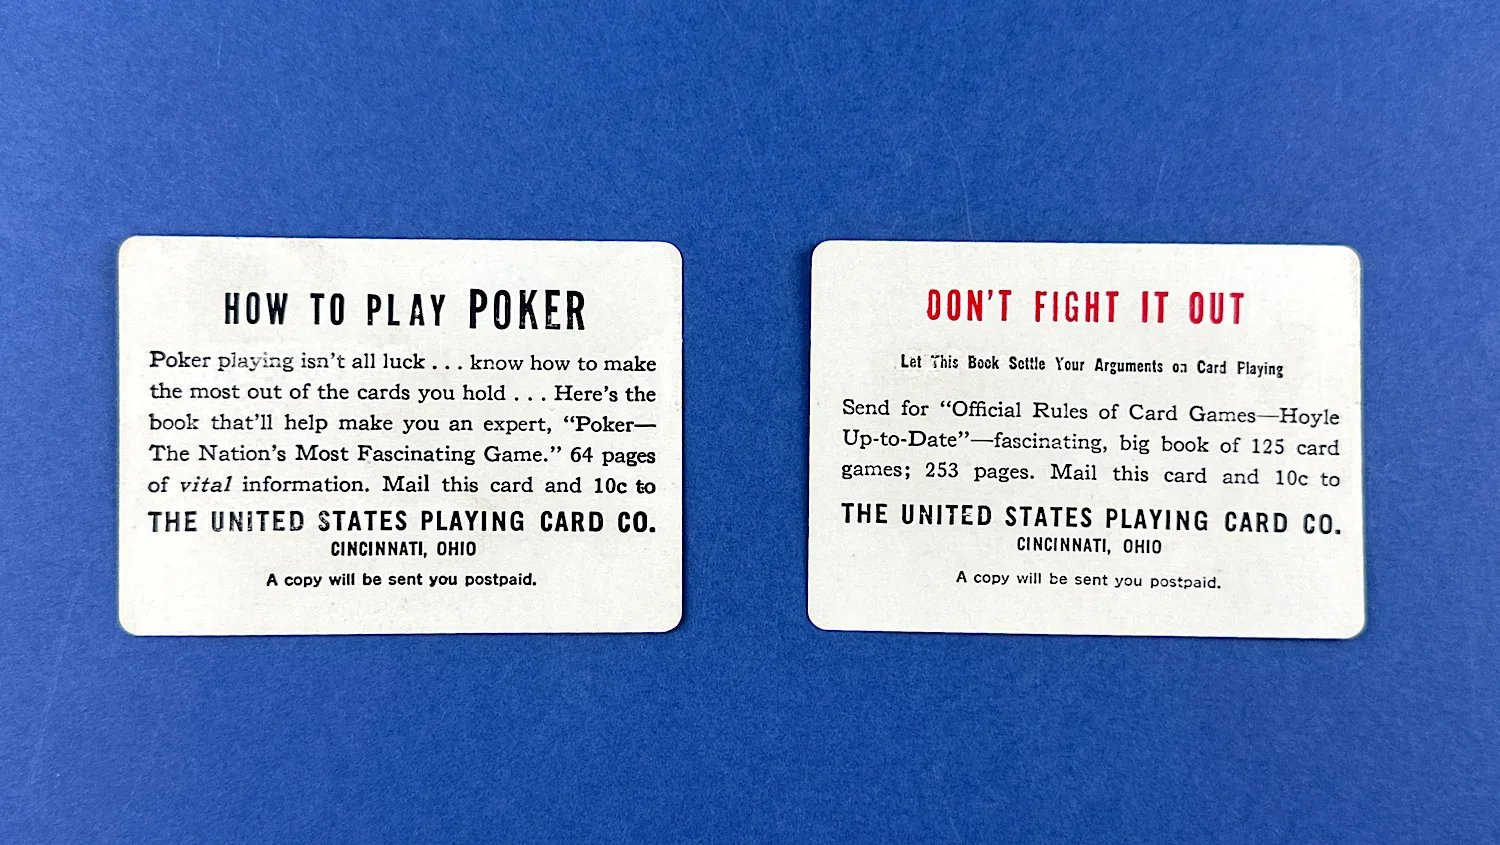 HOW TO PLAY POKER
Poker playing isn't all luck . . . know how to make
the most out of the cards you hold . . . Here's the
book that'll help make you an expert, “Poker—
The Nation's Most Fascinating Game.” 64 pages
of vital information. Mail this card and 10c to
THE UNITED STATES PLAYING CARD CO.
CINCINNATI, OHIO
A copy will be sent you postpaid.
DON'T FIGHT IT OUT
Let This Book Settle Your Arguments on Card Playing
Send for “Official Rules of Card Games—Hoyle
Up-to-Date”—fascinating, big book of 125 card
games; 253 pages. Mail this card and 10c to
THE UNITED STATES PLAYING CARD CO.
CINCINNATI, OHIO
A copy will be sent you postpaid.